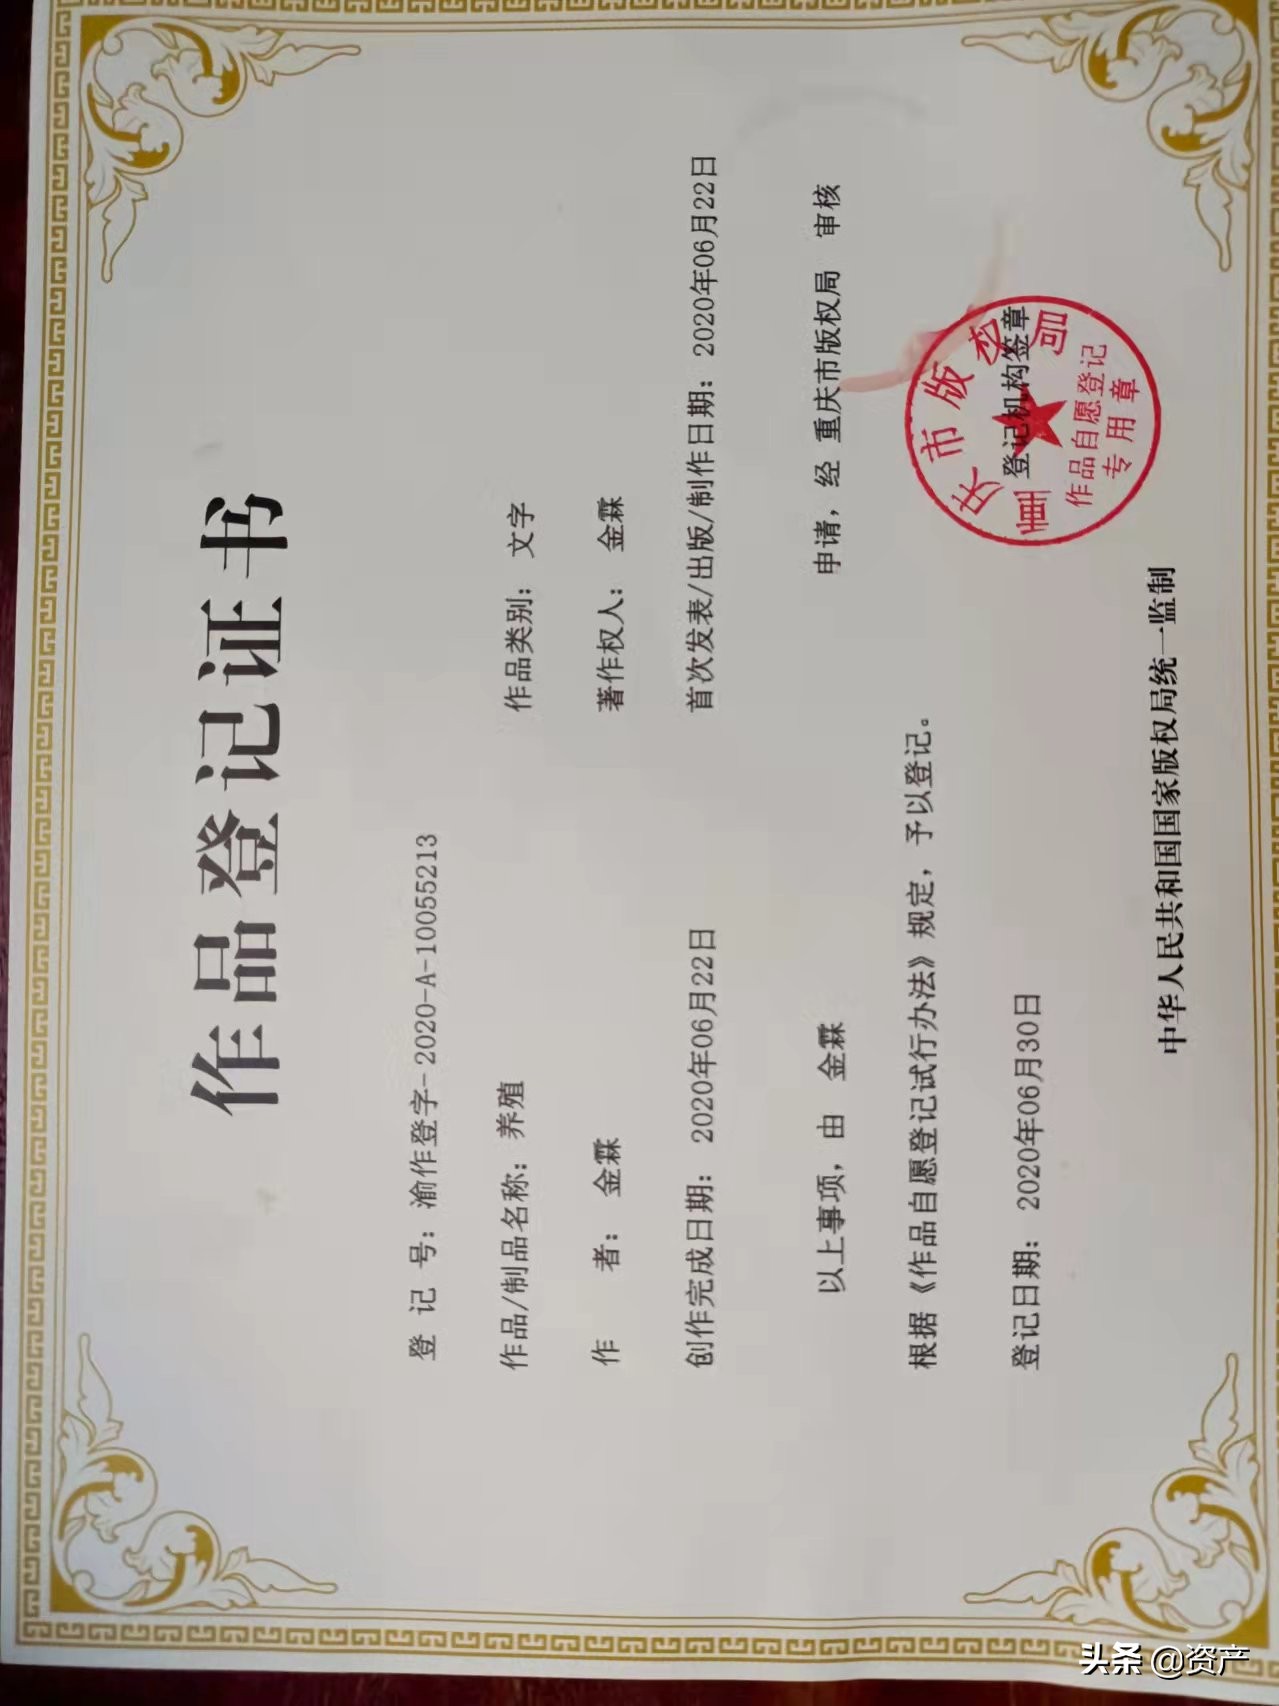 作品登记证书
登 记 号：渝作登字-2020-A-10055213
作品/制品名称：养殖 作品类别：文字
作 者：金霖 著作权人：金霖
创作完成日期：2020年06月22日 首次发表/出版/制作日期：2020年06月22日
以上事项，由 金霖 申请，经 重庆市版权局 审核
根据《作品自愿登记试行办法》规定，予以登记。
登记日期：2020年06月30日 登记机构签章
重庆市版权局
作品自愿登记
专用章
中华人民共和国国家版权局统一监制
头条 @资产